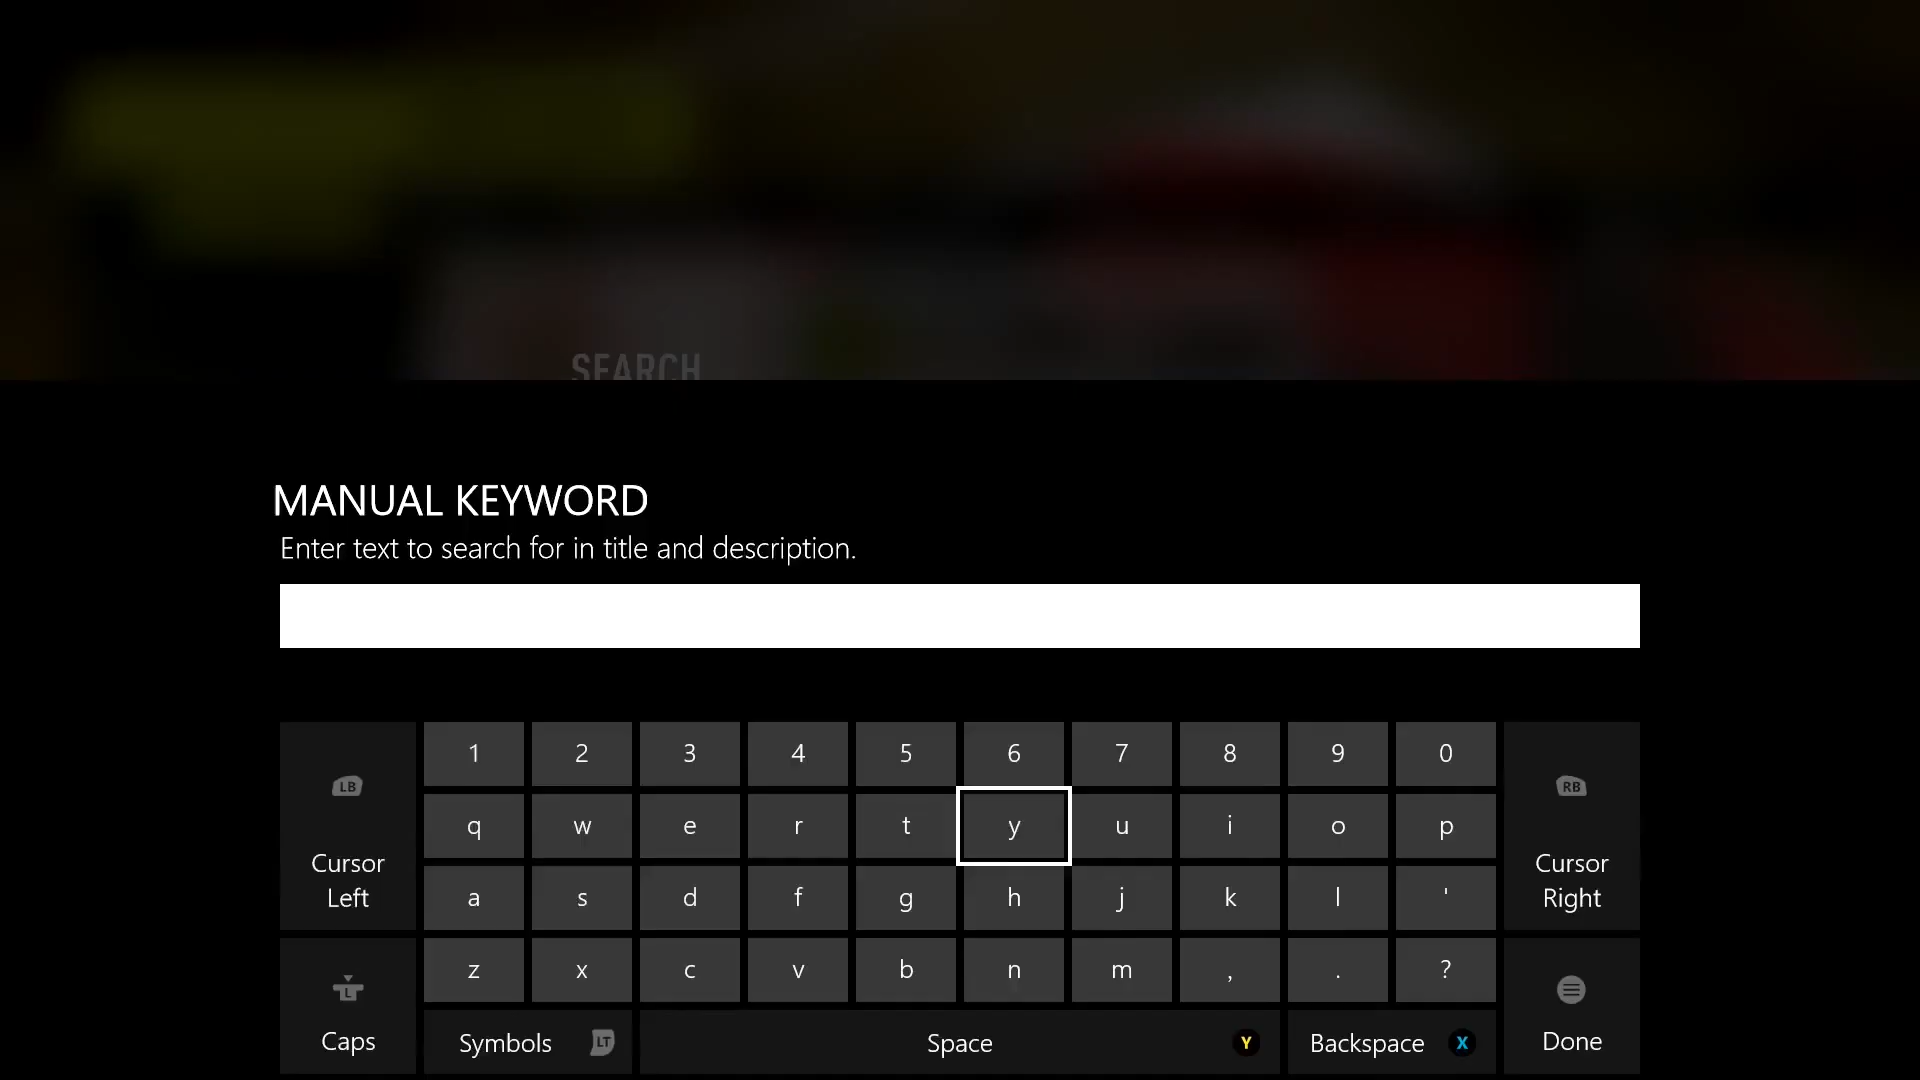 SEARCH
MANUAL KEYWORD
Enter text to search for in title and description.
LB
Cursor
Left
1 2 3 4 5 6 7 8 9 0
RB
Cursor
Right
q w e r t y u i o p
a s d f g h j k l '
z x c v b n m , . ?
L
Caps
Symbols LT
Space Y
Backspace X
Done